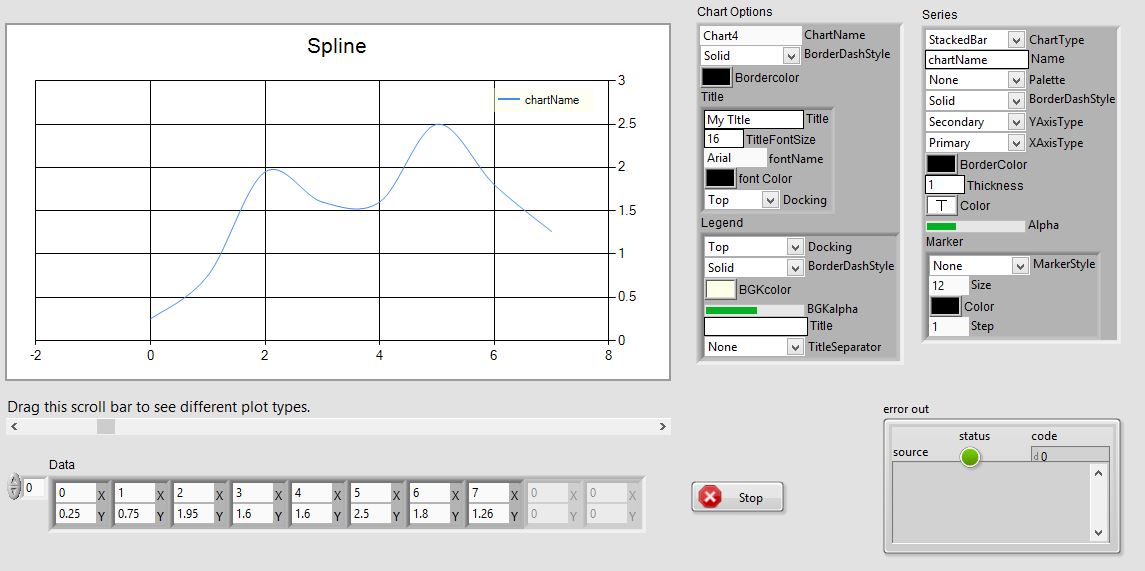 Spline
chartName
3
2.5
2
1.5
1
0.5
0
-2 0 2 4 6 8
Drag this scroll bar to see different plot types.
Data
0
0 X 1 X 2 X 3 X 4 X 5 X 6 X 7 X 0 X 0 X
0.25 Y 0.75 Y 1.95 Y 1.6 Y 1.6 Y 2.5 Y 1.8 Y 1.26 Y 0 Y 0 Y
Chart Options
Chart4 ChartName
Solid BorderDashStyle
Bordercolor
Title
My TItle Title
16 TitleFontSize
Arial fontName
font Color
Top Docking
Legend
Top Docking
Solid BorderDashStyle
BGKcolor
BGKalpha
Title
None TitleSeparator
Series
StackedBar ChartType
chartName Name
None Palette
Solid BorderDashStyle
Secondary YAxisType
Primary XAxisType
BorderColor
1 Thickness
T Color
Alpha
Marker
None MarkerStyle
12 Size
Color
1 Step
Stop
error out
status code
source d 0